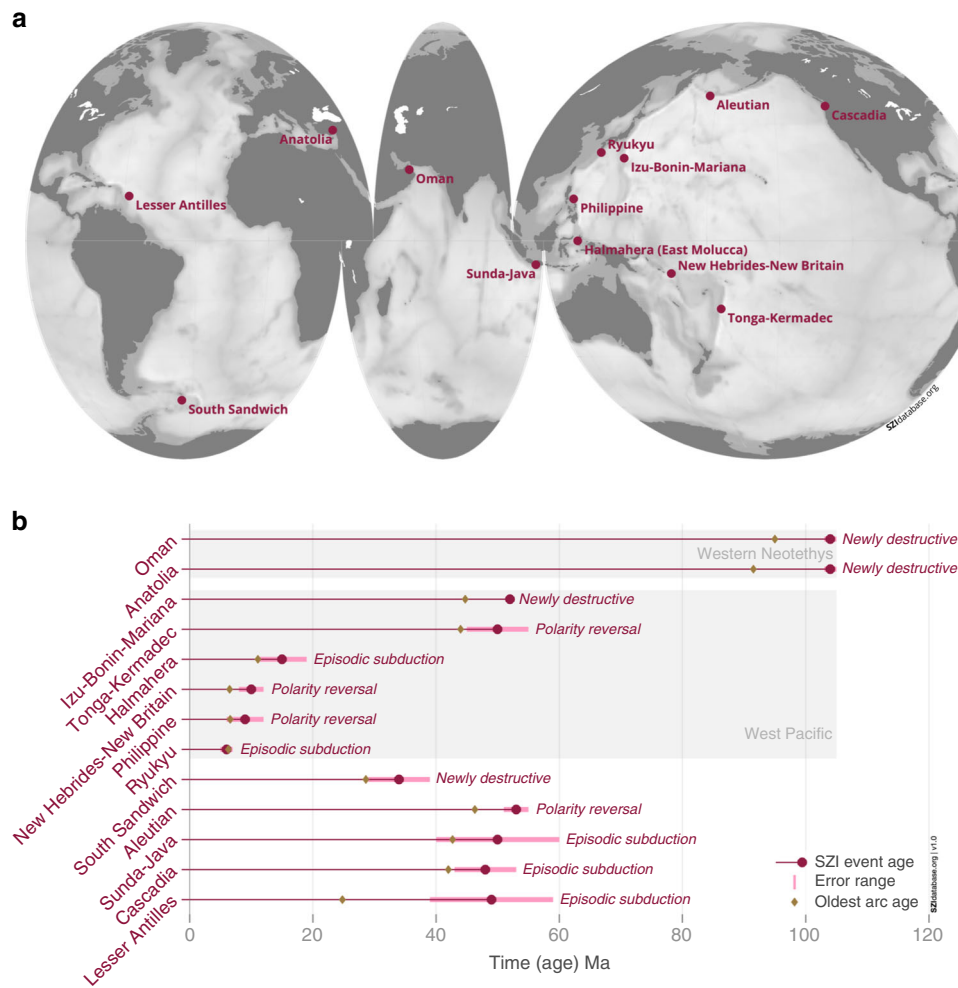 a
Aleutian
Cascadia
Anatolia
Ryukyu
Izu-Bonin-Mariana
Oman
Lesser Antilles
Philippine
Halmahera (East Molucca)
New Hebrides-New Britain
Sunda-Java
Tonga-Kermadec
South Sandwich
SZIdatabase.org
b
Oman
Newly destructive
Western Neotethys
Anatolia
Newly destructive
Izu-Bonin-Mariana
Newly destructive
Tonga-Kermadec
Polarity reversal
Halmahera
Episodic subduction
New Hebrides-New Britain
Polarity reversal
Philippine
Polarity reversal
West Pacific
Ryukyu
Episodic subduction
South Sandwich
Newly destructive
Aleutian
Polarity reversal
Sunda-Java
Episodic subduction
Cascadia
Episodic subduction
Lesser Antilles
Episodic subduction
SZI event age
Error range
Oldest arc age
SZIdatabase.org | v1.0
0 20 40 60 80 100 120
Time (age) Ma